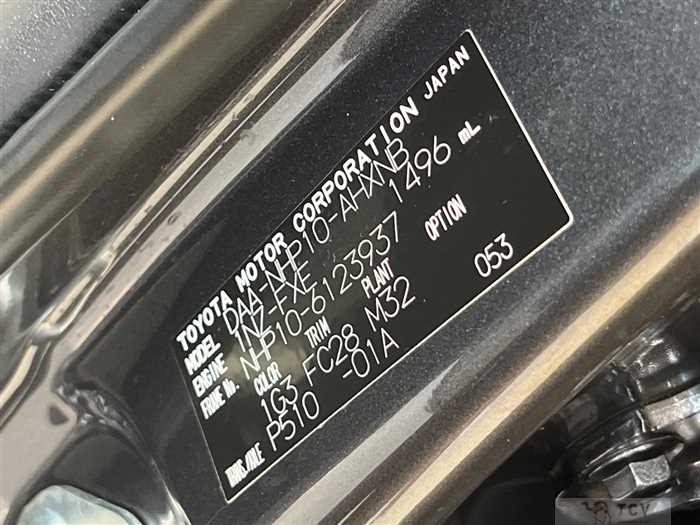 TOYOTA MOTOR CORPORATION JAPAN
MODEL DAA-NHP10-AHXNB
ENGINE 1NZ-FXE 1496 mL
FRAME No. NHP10-6123937
COLOR TRIM PLANT OPTION
1G3 FC28 M32 053
TRANS/AXLE P510 -01A
TCV